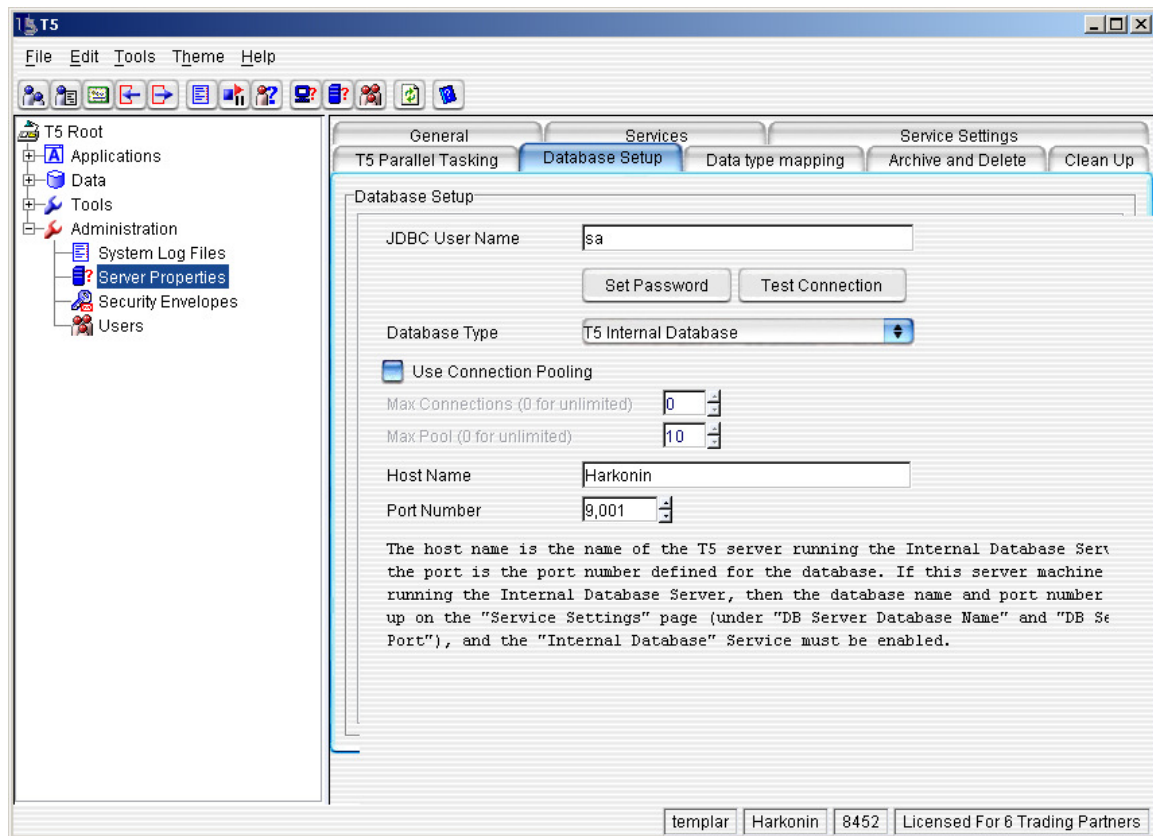 T5
File Edit Tools Theme Help
T5 Root
Applications
Data
Tools
Administration
System Log Files
Server Properties
Security Envelopes
Users
General Services Service Settings
T5 Parallel Tasking Database Setup Data type mapping Archive and Delete Clean Up
Database Setup
JDBC User Name sa
Set Password Test Connection
Database Type T5 Internal Database
Use Connection Pooling
Max Connections (0 for unlimited) 0
Max Pool (0 for unlimited) 10
Host Name Harkonin
Port Number 9,001
The host name is the name of the T5 server running the Internal Database Serv
the port is the port number defined for the database. If this server machine
running the Internal Database Server, then the database name and port number
up on the "Service Settings" page (under "DB Server Database Name" and "DB Se
Port"), and the "Internal Database" Service must be enabled.
templar Harkonin 8452 Licensed For 6 Trading Partners